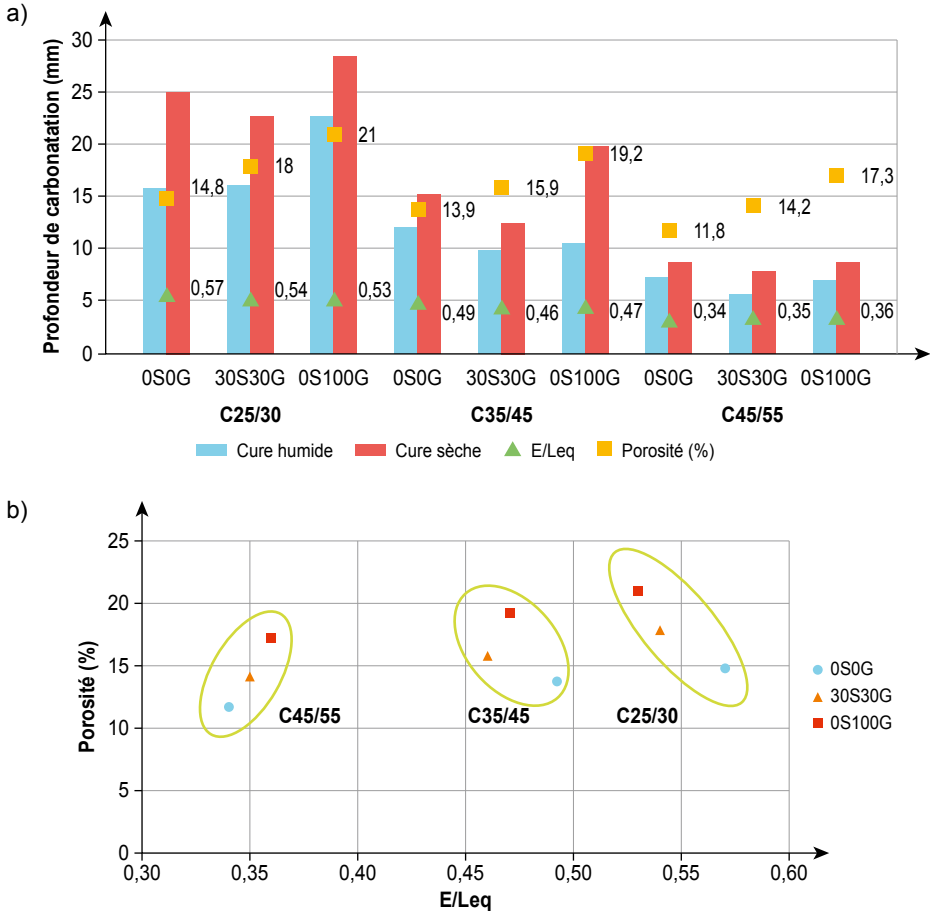 a)
Profondeur de carbonatation (mm)
30
25
20
15
10
5
0
14,8
18
21
13,9
15,9
19,2
11,8
14,2
17,3
0,57
0,54
0,53
0,49
0,46
0,47
0,34
0,35
0,36
0S0G 30S30G 0S100G 0S0G 30S30G 0S100G 0S0G 30S30G 0S100G
C25/30 C35/45 C45/55
Cure humide Cure sèche E/Leq Porosité (%)
b)
Porosité (%)
25
20
15
10
5
0
C45/55 C35/45 C25/30
0S0G
30S30G
0S100G
0,30 0,35 0,40 0,45 0,50 0,55 0,60
E/Leq